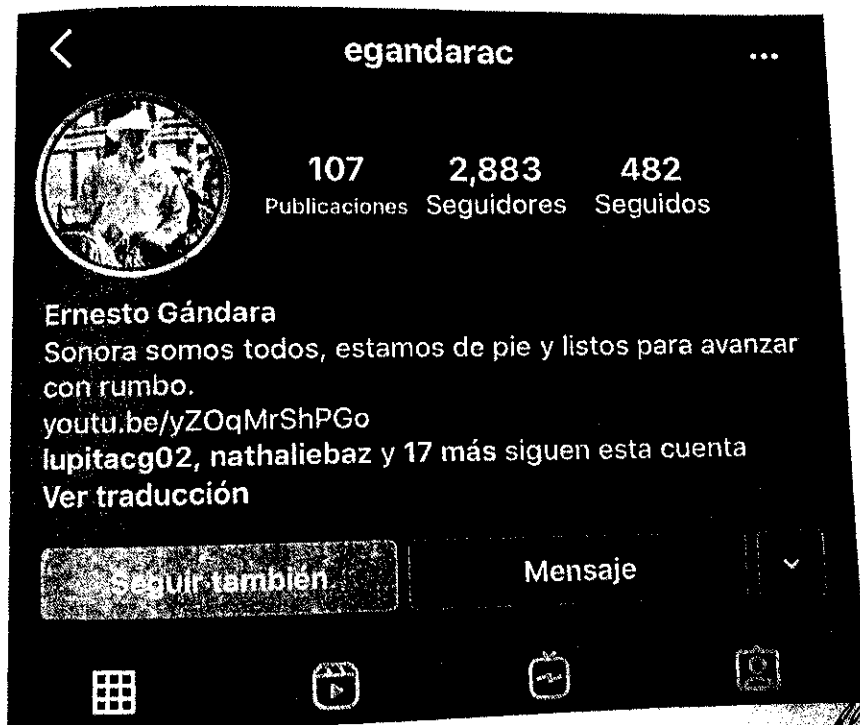 egandarac
107 2,883 482
Publicaciones Seguidores Seguidos
Ernesto Gándara
Sonora somos todos, estamos de pie y listos para avanzar
con rumbo.
youtu.be/yZOqMrShPGo
lupitacg02, nathaliebaz y 17 más siguen esta cuenta
Ver traducción
Seguir también Mensaje